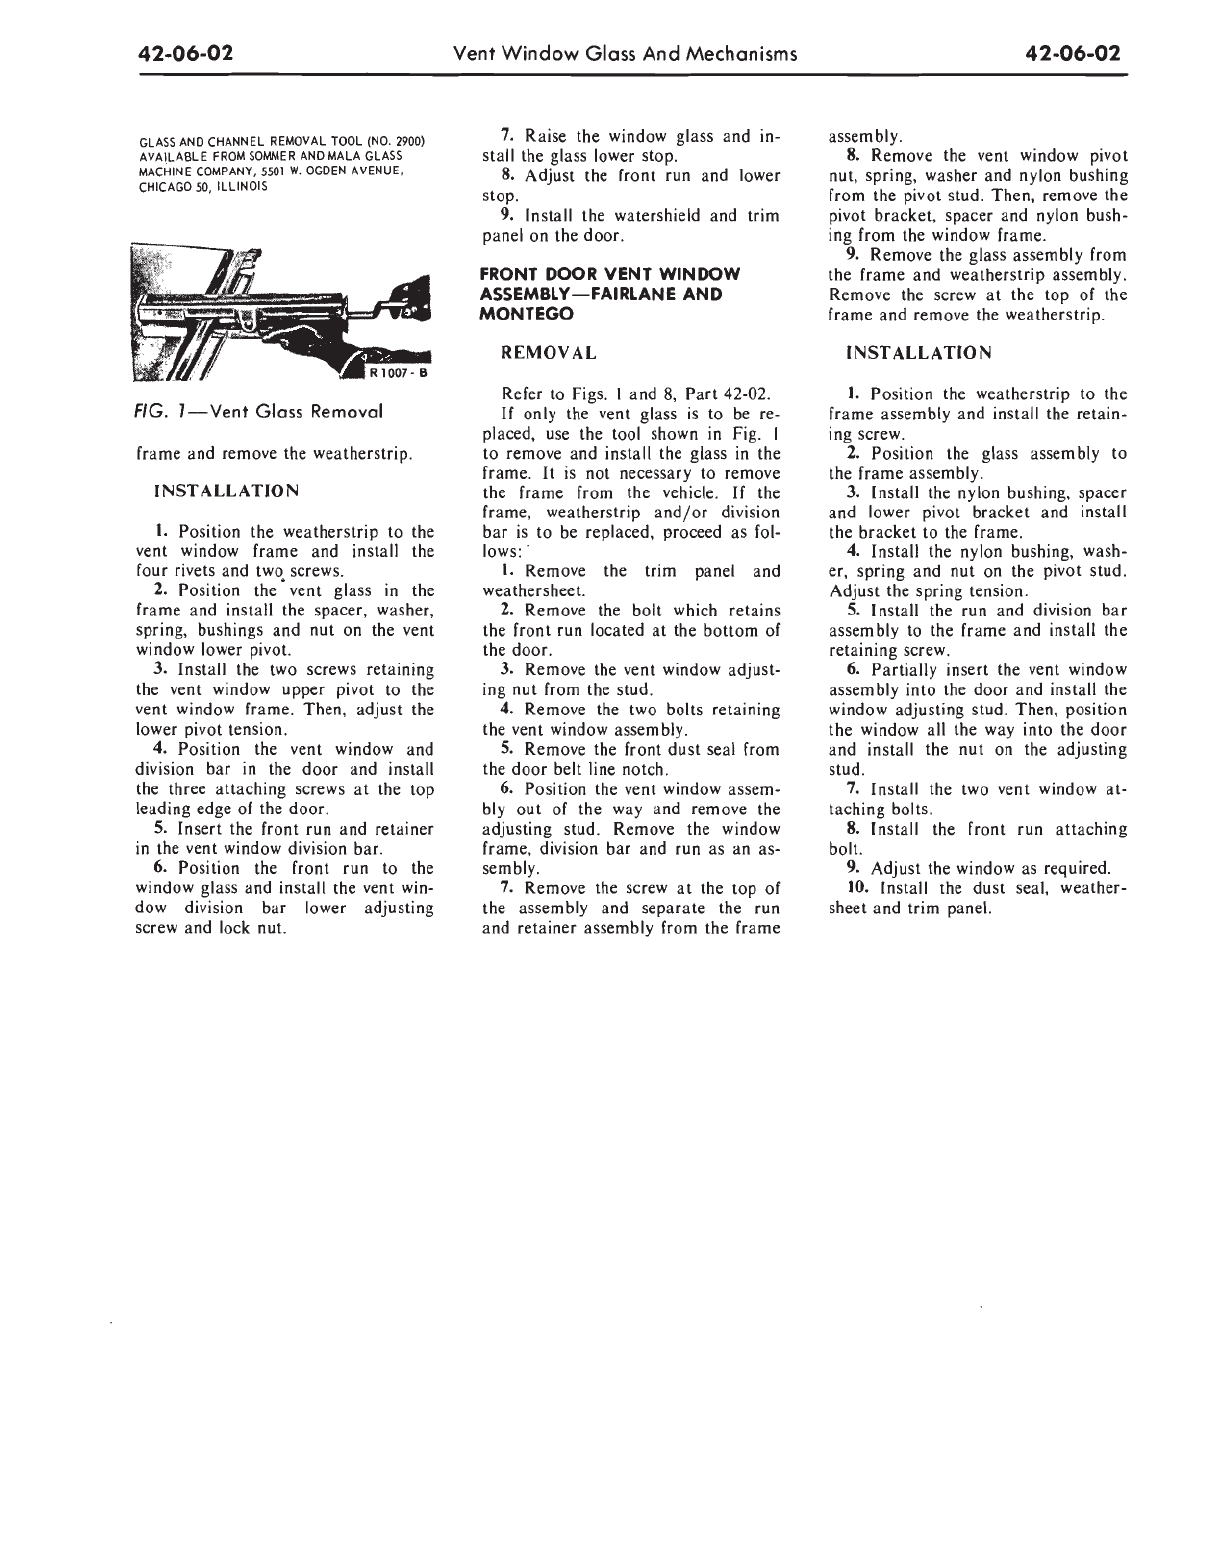 42-06-02 Vent Window Glass And Mechanisms 42-06-02
GLASS AND CHANNEL REMOVAL TOOL (NO. 2900)
AVAILABLE FROM SOMMER AND MALA GLASS
MACHINE COMPANY, 5501 W. OGDEN AVENUE,
CHICAGO 50, ILLINOIS
R1007-B
FIG. 1—Vent Glass Removal
frame and remove the weatherstrip.
INSTALLATION
1. Position the weatherstrip to the
vent window frame and install the
four rivets and two screws.
2. Position the vent glass in the
frame and install the spacer, washer,
spring, bushings and nut on the vent
window lower pivot.
3. Install the two screws retaining
the vent window upper pivot to the
vent window frame. Then, adjust the
lower pivot tension.
4. Position the vent window and
division bar in the door and install
the three attaching screws at the top
leading edge of the door.
5. Insert the front run and retainer
in the vent window division bar.
6. Position the front run to the
window glass and install the vent win-
dow division bar lower adjusting
screw and lock nut.
7. Raise the window glass and in-
stall the glass lower stop.
8. Adjust the front run and lower
stop.
9. Install the watershield and trim
panel on the door.
FRONT DOOR VENT WINDOW
ASSEMBLY—FAIRLANE AND
MONTEGO
REMOVAL
Refer to Figs. 1 and 8, Part 42-02.
If only the vent glass is to be re-
placed, use the tool shown in Fig. 1
to remove and install the glass in the
frame. It is not necessary to remove
the frame from the vehicle. If the
frame, weatherstrip and/or division
bar is to be replaced, proceed as fol-
lows:
1. Remove the trim panel and
weathersheet.
2. Remove the bolt which retains
the front run located at the bottom of
the door.
3. Remove the vent window adjust-
ing nut from the stud.
4. Remove the two bolts retaining
the vent window assembly.
5. Remove the front dust seal from
the door belt line notch.
6. Position the vent window assem-
bly out of the way and remove the
adjusting stud. Remove the window
frame, division bar and run as an as-
sembly.
7. Remove the screw at the top of
the assembly and separate the run
and retainer assembly from the frame
assembly.
8. Remove the vent window pivot
nut, spring, washer and nylon bushing
from the pivot stud. Then, remove the
pivot bracket, spacer and nylon bush-
ing from the window frame.
9. Remove the glass assembly from
the frame and weatherstrip assembly.
Remove the screw at the top of the
frame and remove the weatherstrip.
INSTALLATION
1. Position the weatherstrip to the
frame assembly and install the retain-
ing screw.
2. Position the glass assembly to
the frame assembly.
3. Install the nylon bushing, spacer
and lower pivot bracket and install
the bracket to the frame.
4. Install the nylon bushing, wash-
er, spring and nut on the pivot stud.
Adjust the spring tension.
5. Install the run and division bar
assembly to the frame and install the
retaining screw.
6. Partially insert the vent window
assembly into the door and install the
window adjusting stud. Then, position
the window all the way into the door
and install the nut on the adjusting
stud.
7. Install the two vent window at-
taching bolts.
8. Install the front run attaching
bolt.
9. Adjust the window as required.
10. Install the dust seal, weather-
sheet and trim panel.